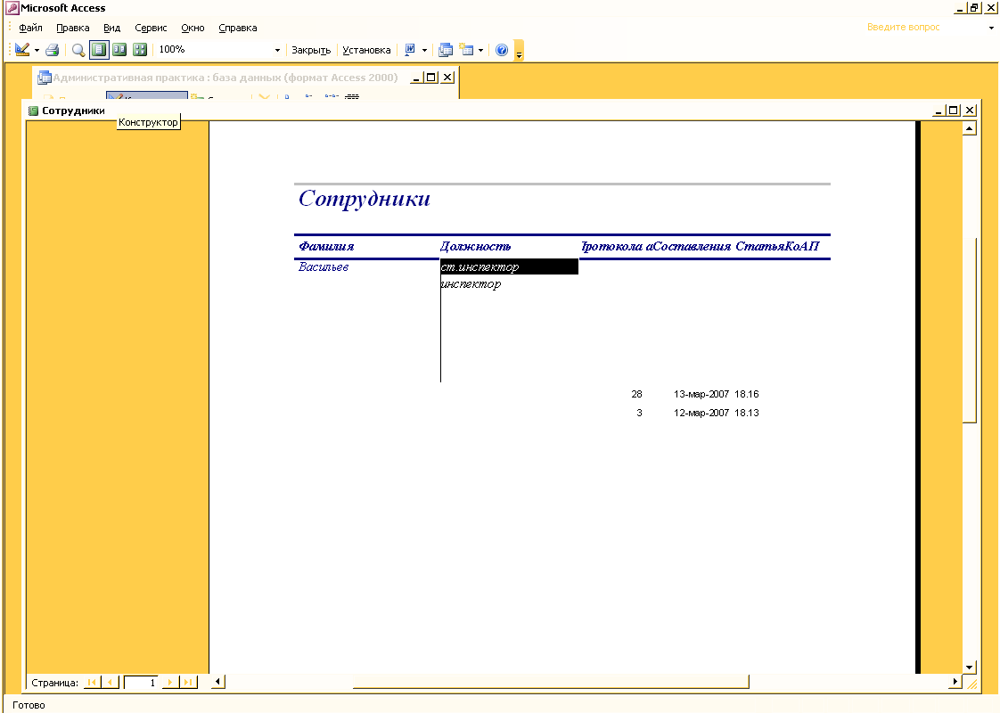 Microsoft Access
Файл Правка Вид Сервис Окно Справка Введите вопрос
100% Закрыть Установка
Административная практика : база данных (формат Access 2000)
Сотрудники
Конструктор
Сотрудники
Фамилия Должность Протокола аСоставления СтатьяКоАП
Васильев ст.инспектор
инспектор
28 13-мар-2007 18.16
3 12-мар-2007 18.13
Страница: 1
Готово